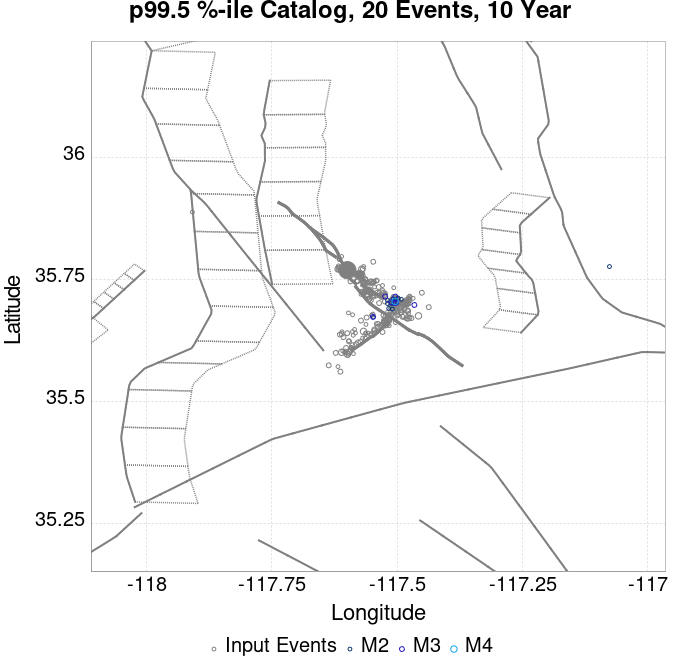 p99.5 %-ile Catalog, 20 Events, 10 Year
36
35.75
35.5
35.25
Latitude
-118
-117.75
-117.5
-117.25
-117
Longitude
Input Events
M2
M3
M4